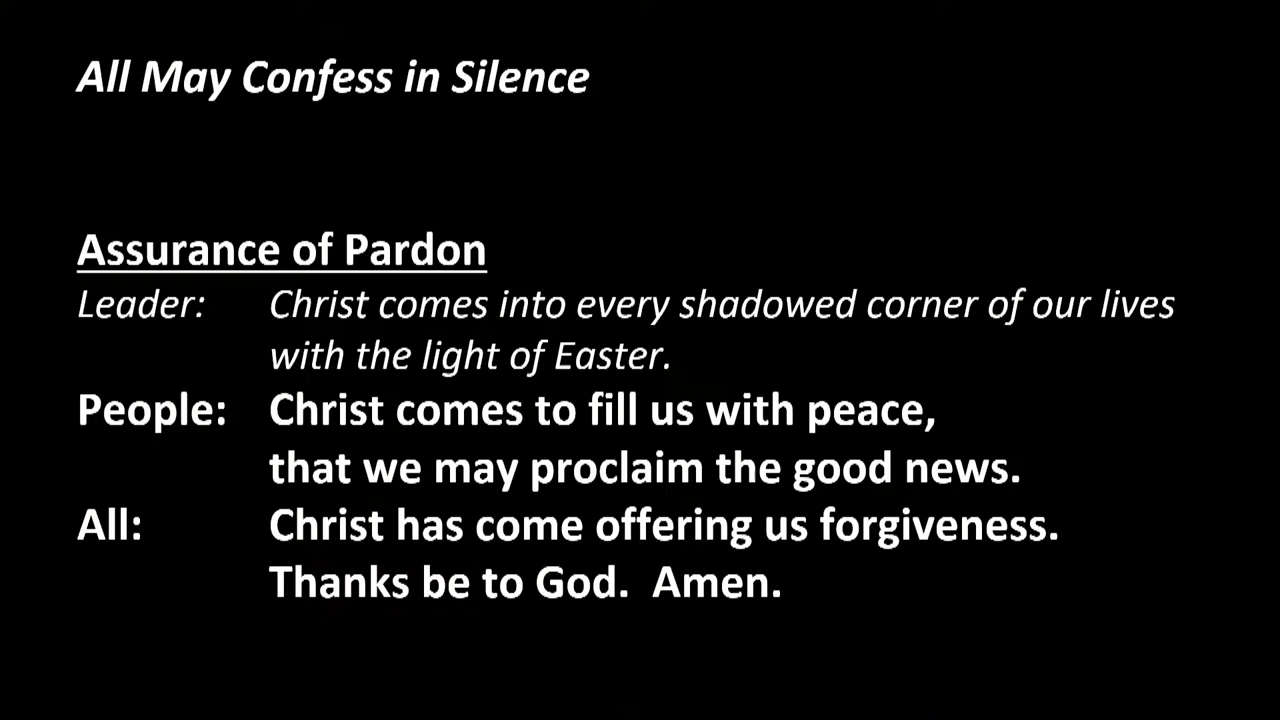 All May Confess in Silence
Assurance of Pardon
Leader: Christ comes into every shadowed corner of our lives
with the light of Easter.
People: Christ comes to fill us with peace,
that we may proclaim the good news.
All: Christ has come offering us forgiveness.
Thanks be to God.  Amen.